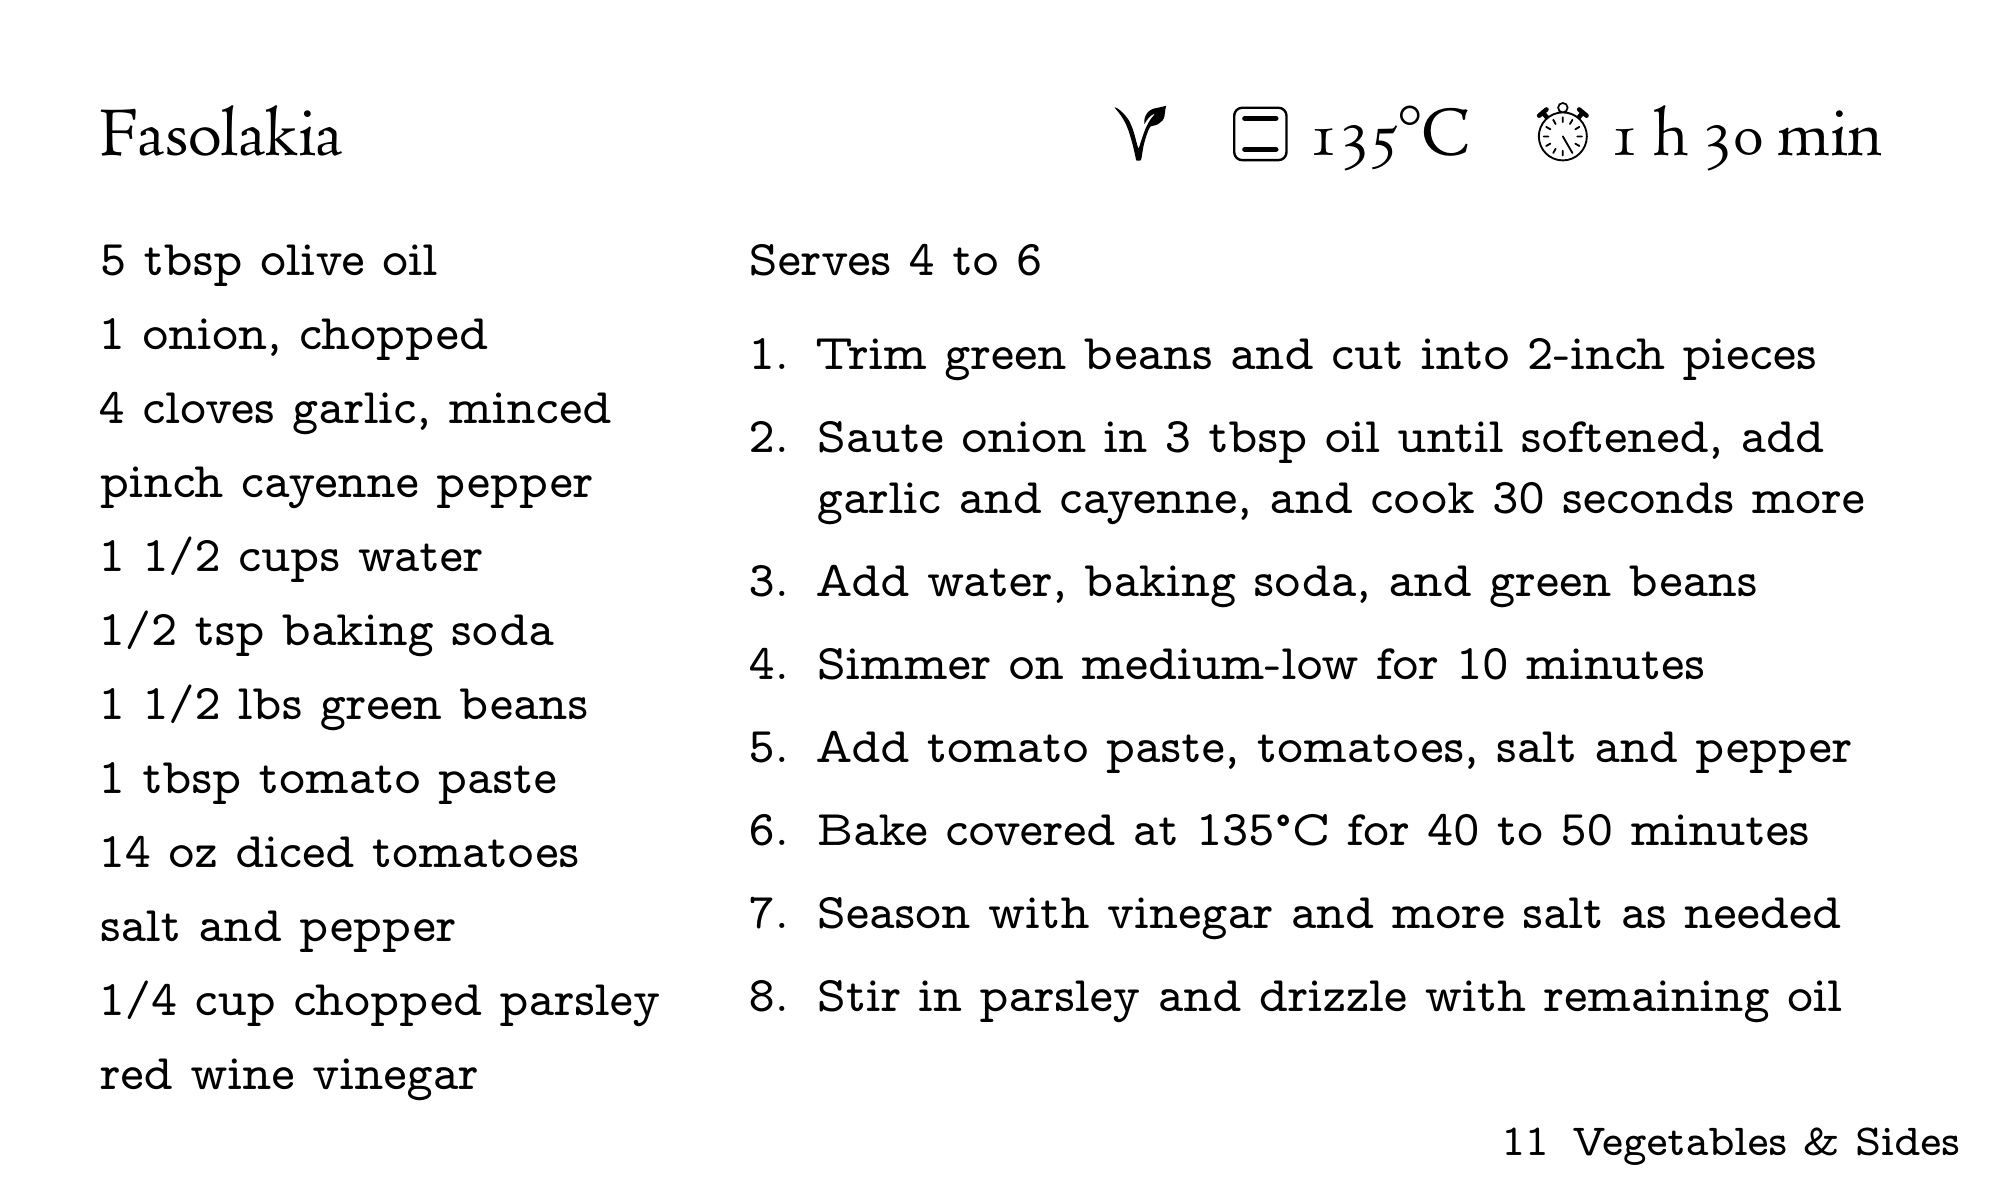 Fasolakia
135°C
1 h 30 min
5 tbsp olive oil
1 onion, chopped
4 cloves garlic, minced
pinch cayenne pepper
1 1/2 cups water
1/2 tsp baking soda
1 1/2 lbs green beans
1 tbsp tomato paste
14 oz diced tomatoes
salt and pepper
1/4 cup chopped parsley
red wine vinegar
Serves 4 to 6
1. Trim green beans and cut into 2-inch pieces
2. Saute onion in 3 tbsp oil until softened, add
garlic and cayenne, and cook 30 seconds more
3. Add water, baking soda, and green beans
4. Simmer on medium-low for 10 minutes
5. Add tomato paste, tomatoes, salt and pepper
6. Bake covered at 135°C for 40 to 50 minutes
7. Season with vinegar and more salt as needed
8. Stir in parsley and drizzle with remaining oil
11 Vegetables & Sides